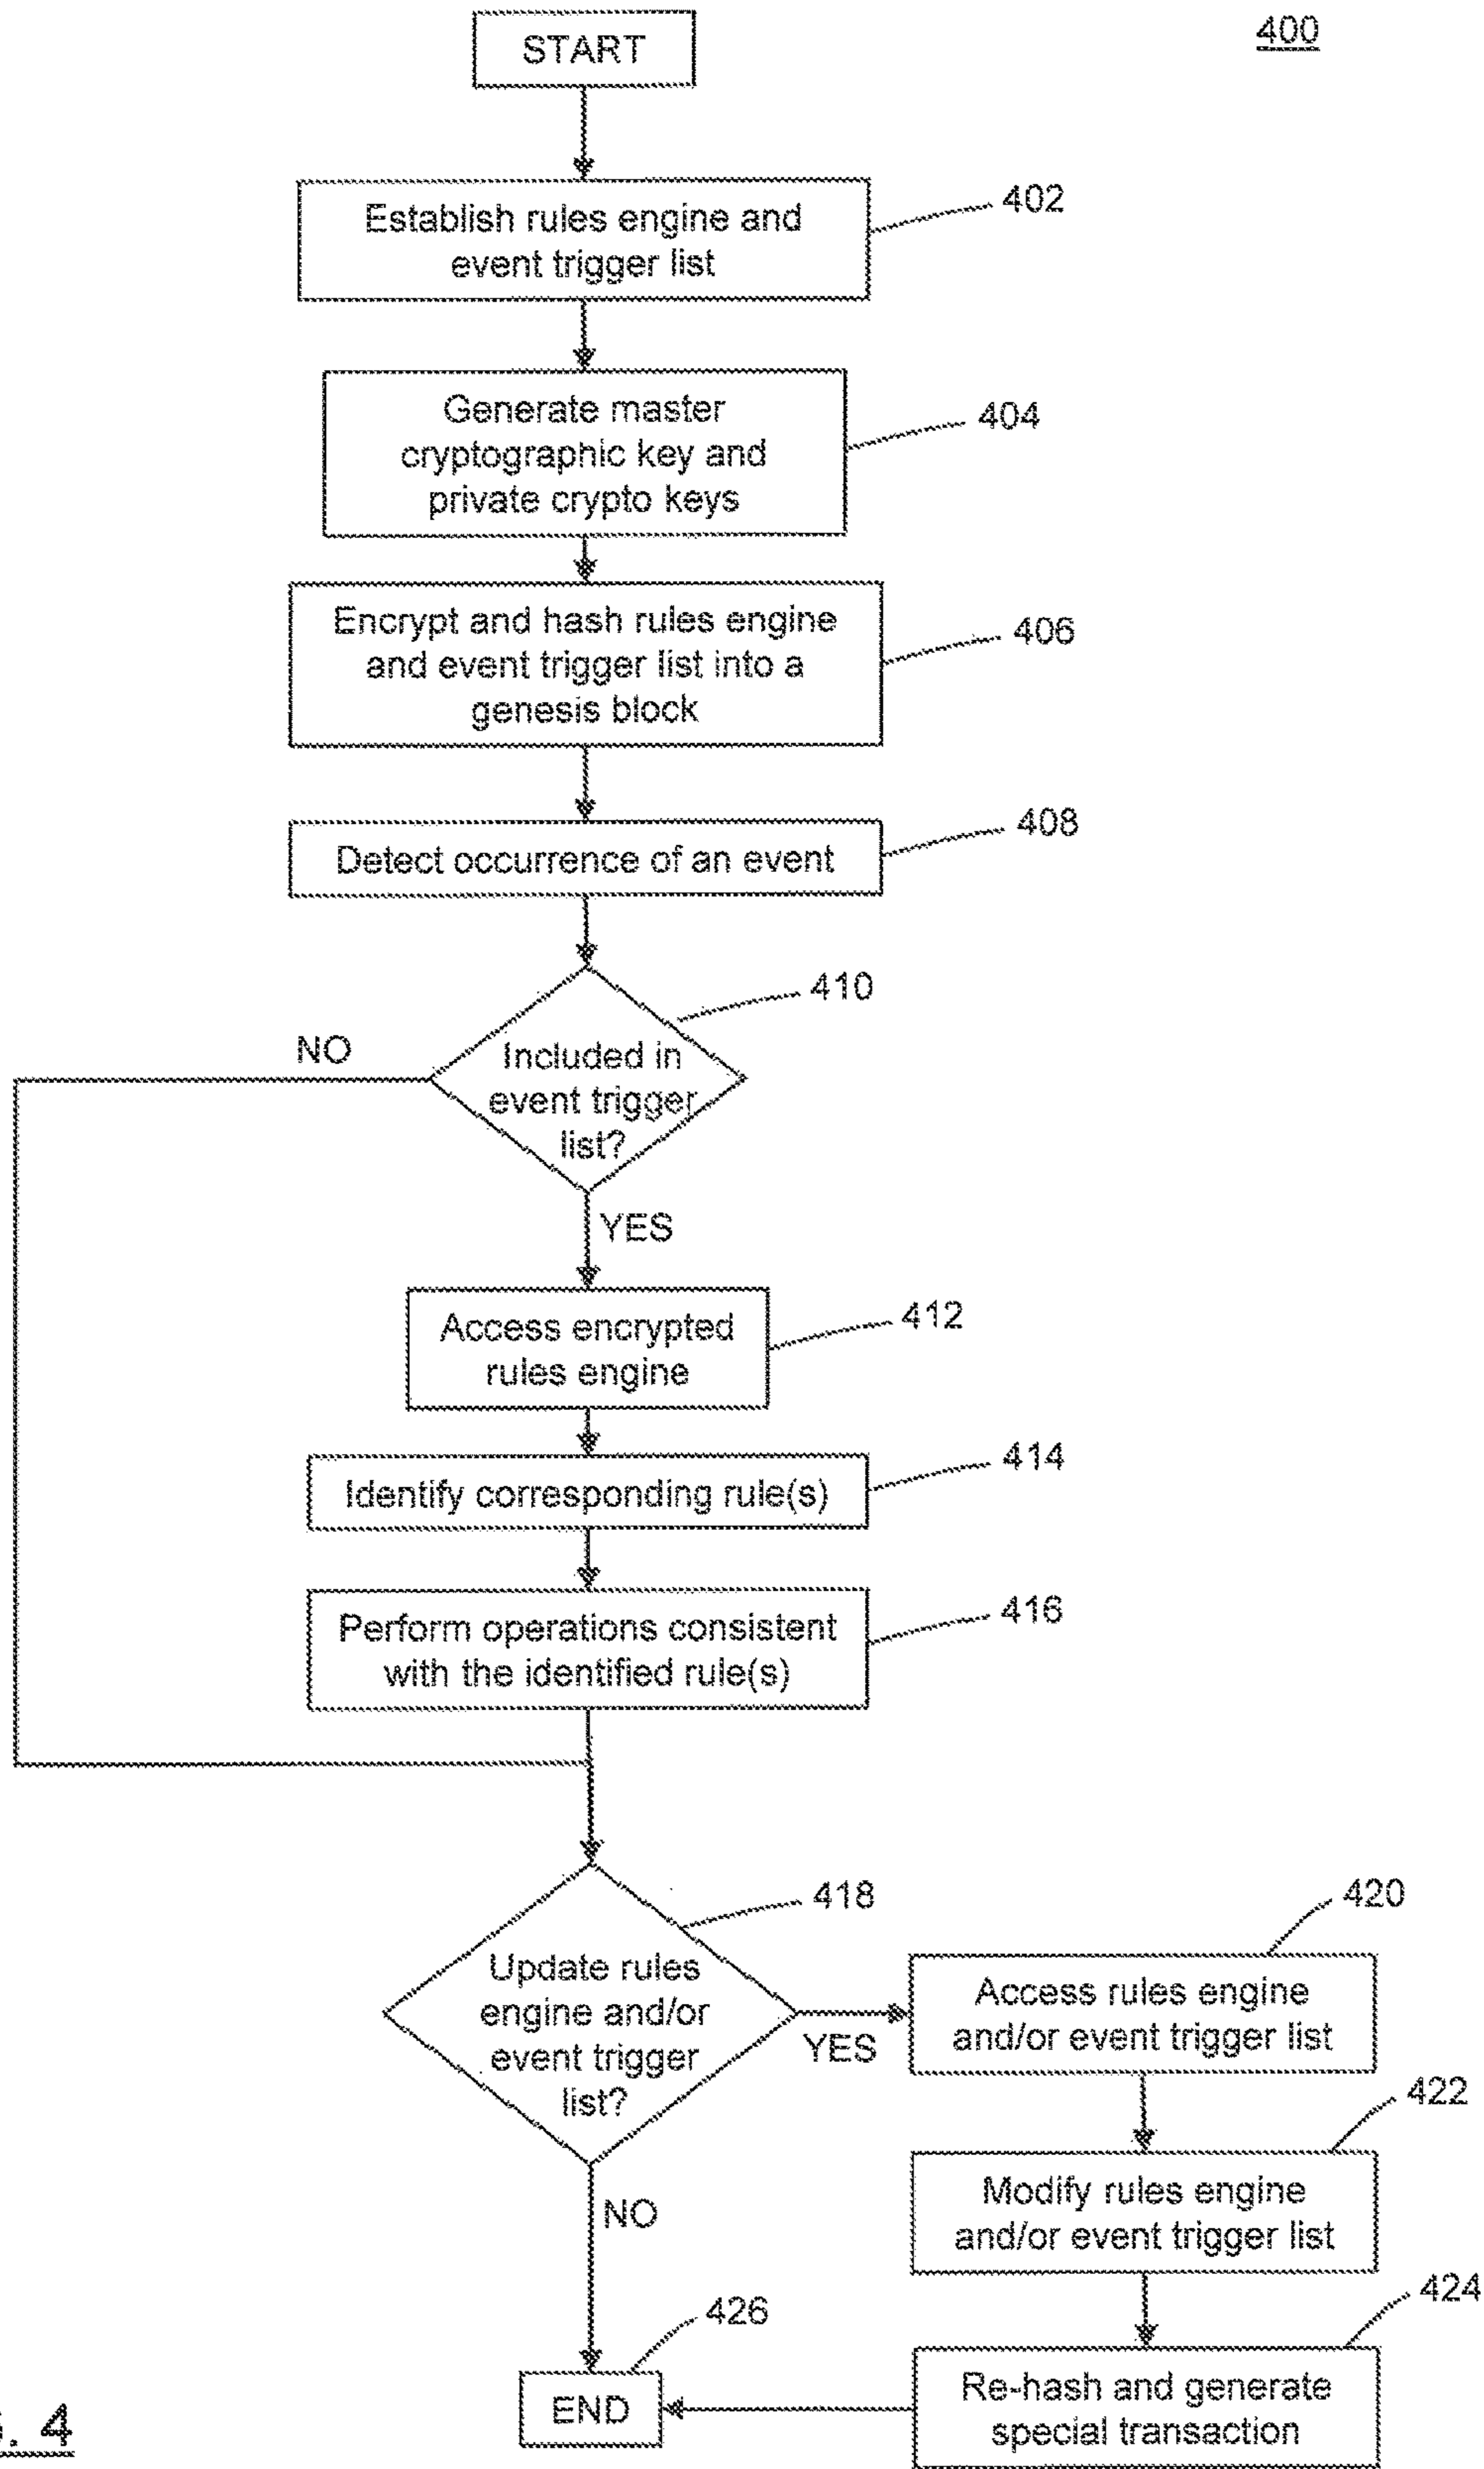 400
START
Establish rules engine and
event trigger list
402
Generate master
cryptographic key and
private crypto keys
404
Encrypt and hash rules engine
and event trigger list into a
genesis block
406
Detect occurrence of an event
408
410
Included in
event trigger
list?
NO
YES
Access encrypted
rules engine
412
Identify corresponding rule(s)
414
Perform operations consistent
with the identified rule(s)
416
418
Update rules
engine and/or
event trigger
list?
YES
NO
420
Access rules engine
and/or event trigger list
422
Modify rules engine
and/or event trigger list
424
Re-hash and generate
special transaction
426
END
. 4